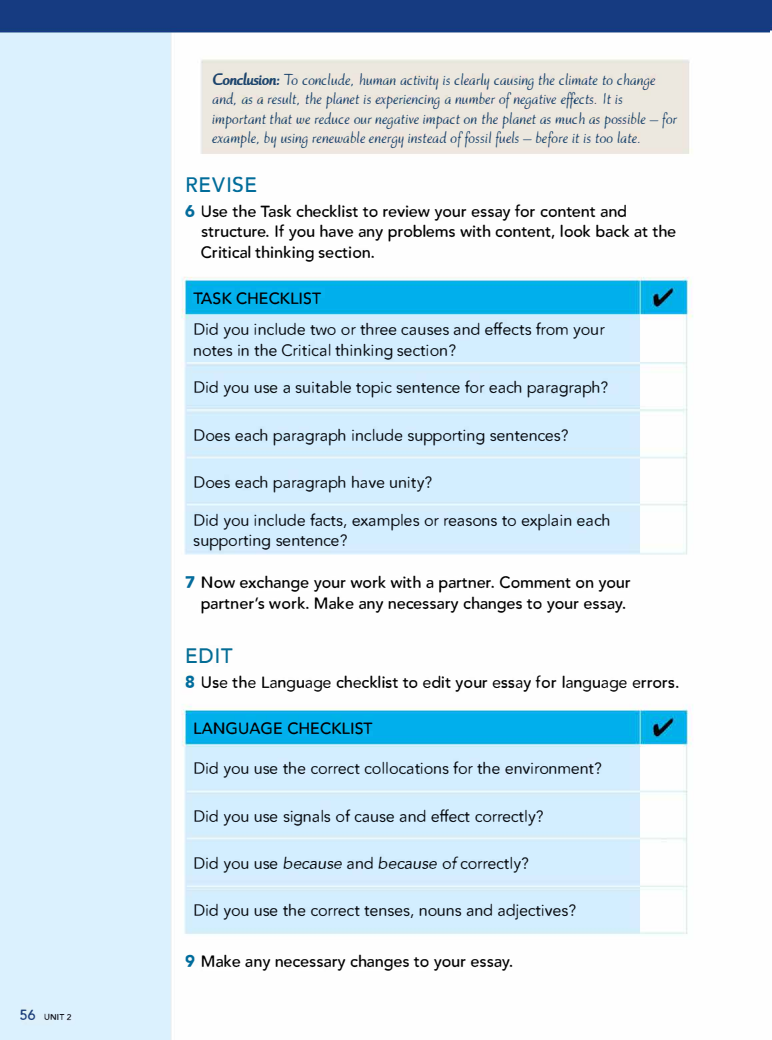 Conclusion: To conclude, human activity is clearly causing the climate to change
and, as a result, the planet is experiencing a number of negative effects. It is
important that we reduce our negative impact on the planet as much as possible – for
example, by using renewable energy instead of fossil fuels – before it is too late.
REVISE
6 Use the Task checklist to review your essay for content and
structure. If you have any problems with content, look back at the
Critical thinking section.
TASK CHECKLIST ✔
Did you include two or three causes and effects from your
notes in the Critical thinking section?
Did you use a suitable topic sentence for each paragraph?
Does each paragraph include supporting sentences?
Does each paragraph have unity?
Did you include facts, examples or reasons to explain each
supporting sentence?
7 Now exchange your work with a partner. Comment on your
partner's work. Make any necessary changes to your essay.
EDIT
8 Use the Language checklist to edit your essay for language errors.
LANGUAGE CHECKLIST ✔
Did you use the correct collocations for the environment?
Did you use signals of cause and effect correctly?
Did you use because and because of correctly?
Did you use the correct tenses, nouns and adjectives?
9 Make any necessary changes to your essay.
56 UNIT 2